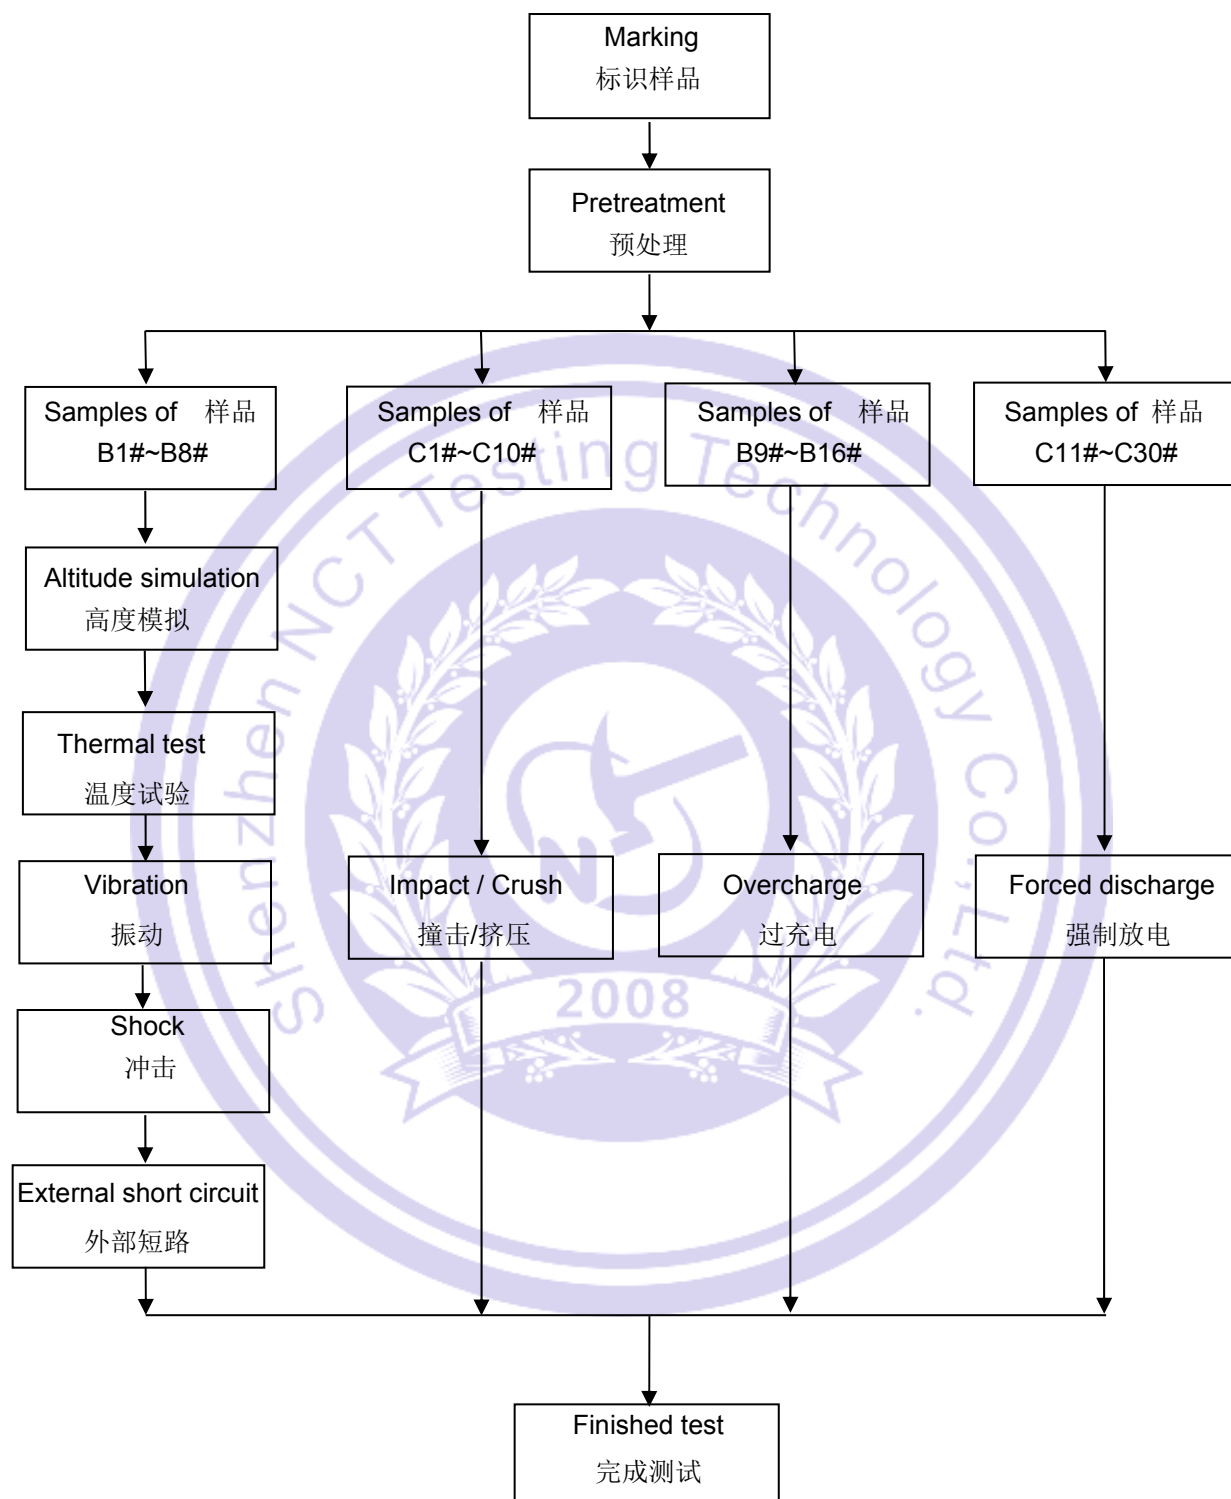 Marking
标识样品
Pretreatment
预处理
Samples of 样品
B1#~B8#
Samples of 样品
C1#~C10#
Samples of 样品
B9#~B16#
Samples of 样品
C11#~C30#
Altitude simulation
高度模拟
Thermal test
温度试验
Vibration
振动
Impact / Crush
撞击/挤压
Overcharge
过充电
Forced discharge
强制放电
Shock
冲击
External short circuit
外部短路
Finished test
完成测试
Shenzhen NCT Testing Technology Co.,Ltd.
N
2008